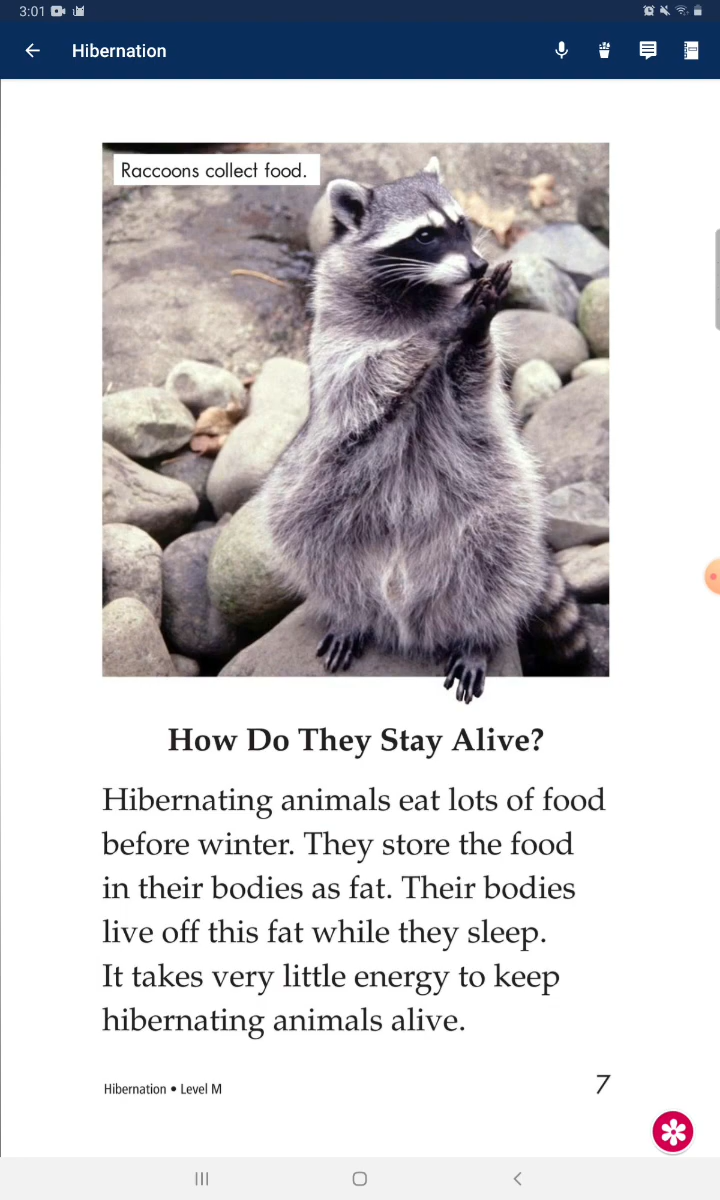 3:01
Hibernation
Raccoons collect food.
How Do They Stay Alive?
Hibernating animals eat lots of food
before winter. They store the food
in their bodies as fat. Their bodies
live off this fat while they sleep.
It takes very little energy to keep
hibernating animals alive.
Hibernation • Level M
7